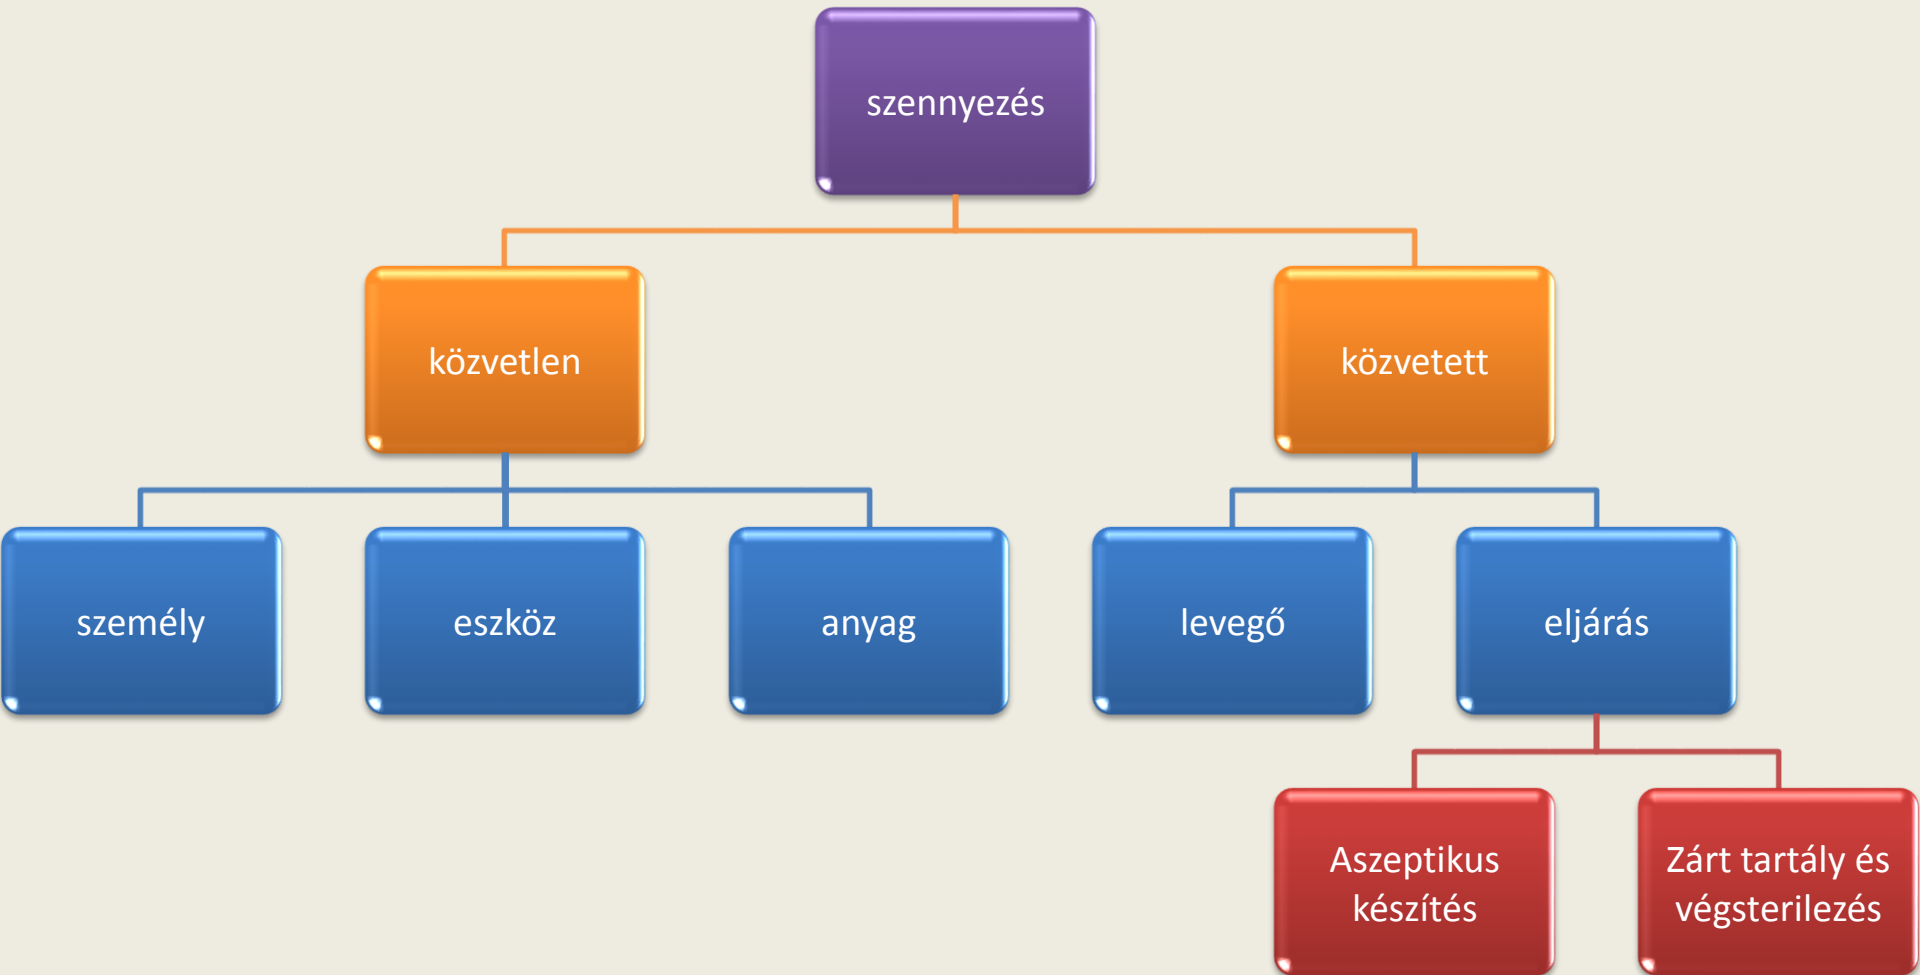 szennyezés
közvetlen
közvetett
személy
eszköz
anyag
levegő
eljárás
Aszeptikus
készítés
Zárt tartály és
végsterilezés